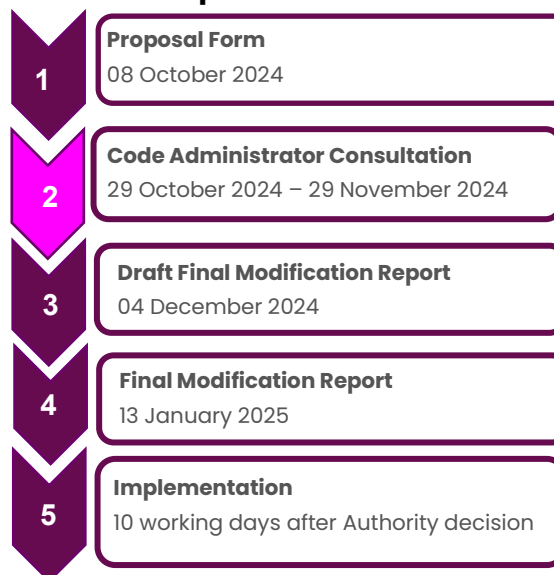 1
Proposal Form
08 October 2024
2
Code Administrator Consultation
29 October 2024 – 29 November 2024
3
Draft Final Modification Report
04 December 2024
4
Final Modification Report
13 January 2025
5
Implementation
10 working days after Authority decision